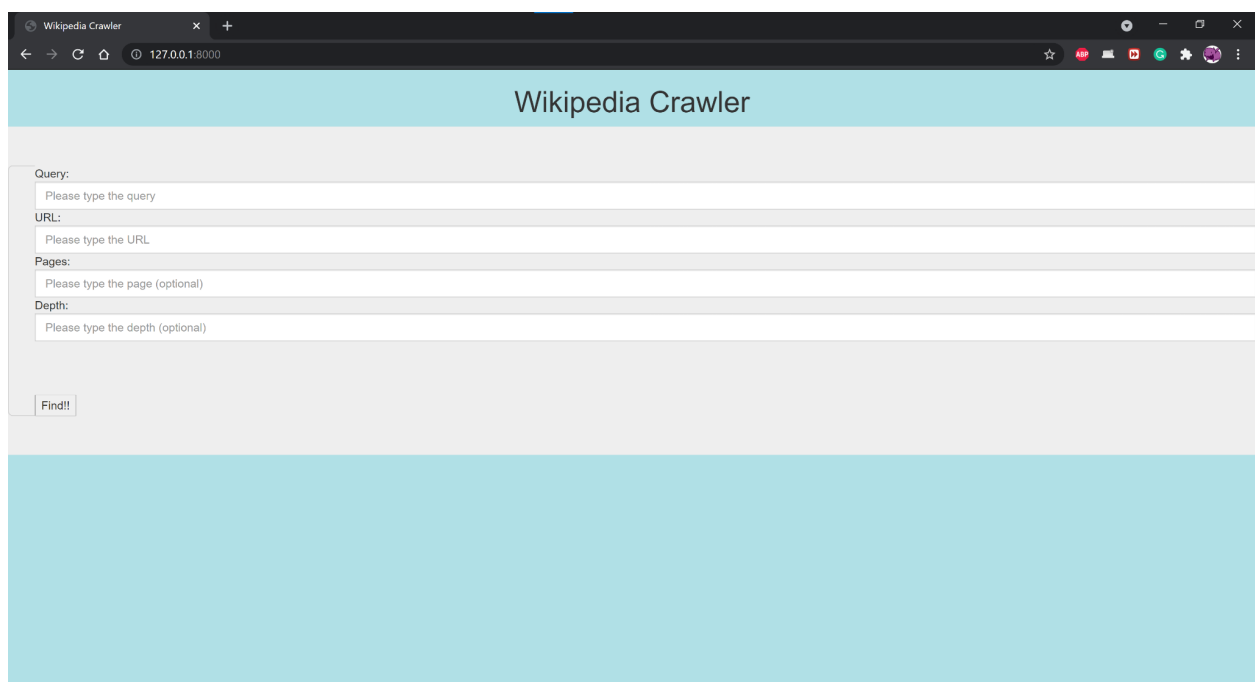 Wikipedia Crawler
127.0.0.1:8000
ABP
G
Wikipedia Crawler
Query:
Please type the query
URL:
Please type the URL
Pages:
Please type the page (optional)
Depth:
Please type the depth (optional)
Find!!